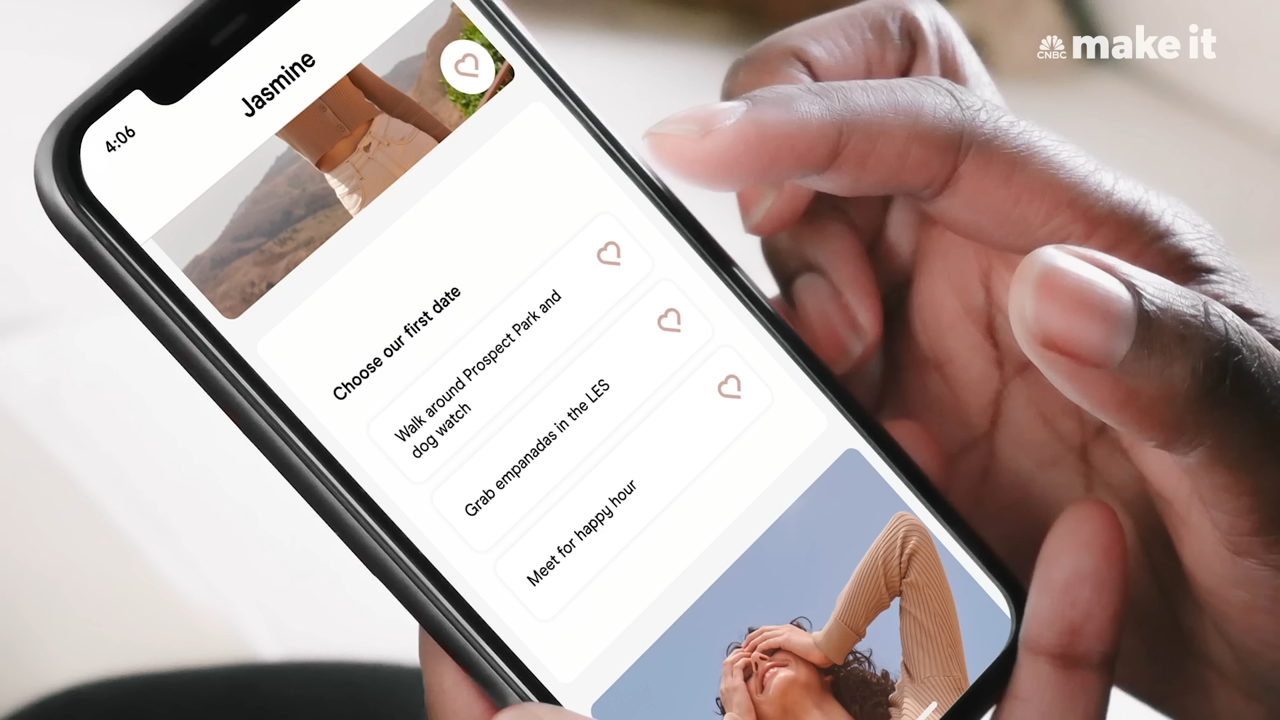 CNBC make it
4:06
Jasmine
Choose our first date
Walk around Prospect Park and
dog watch
Grab empanadas in the LES
Meet for happy hour